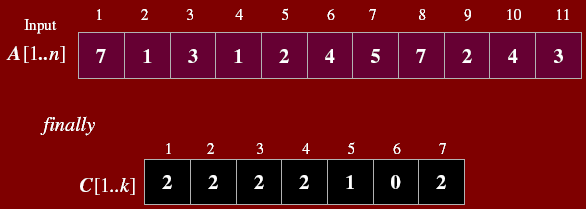 Input
1 2 3 4 5 6 7 8 9 10 11
A[1..n] 7 1 3 1 2 4 5 7 2 4 3
finally
1 2 3 4 5 6 7
C[1..k] 2 2 2 2 1 0 2